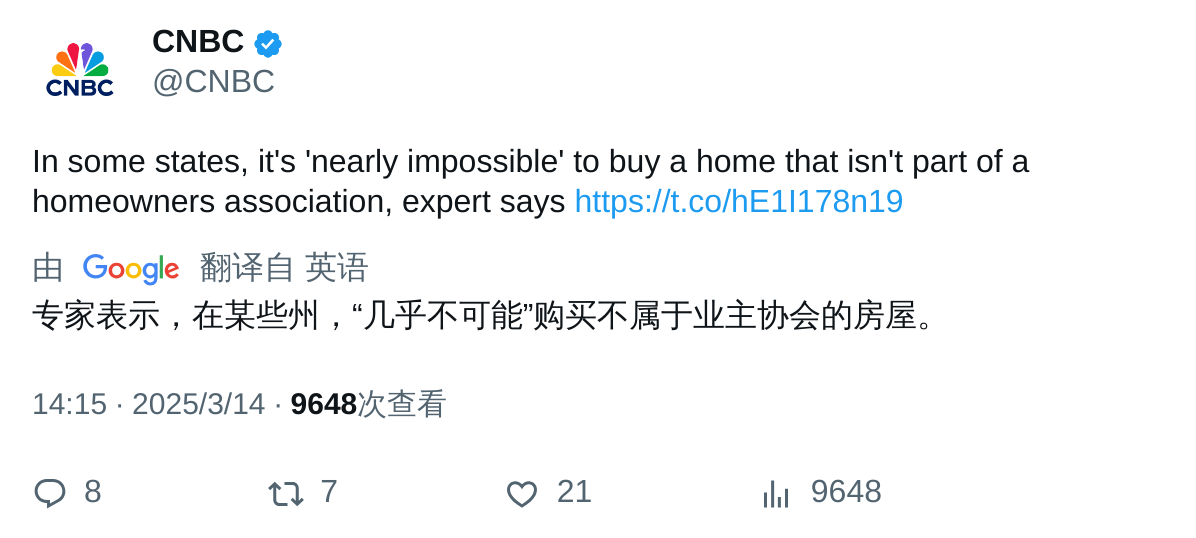 CNBC
CNBC
@CNBC
In some states, it's 'nearly impossible' to buy a home that isn't part of a
homeowners association, expert says https://t.co/hE1I178n19
由 Google 翻译自 英语
专家表示，在某些州，“几乎不可能”购买不属于业主协会的房屋。
14:15 · 2025/3/14 · 9648次查看
8 7 21 9648